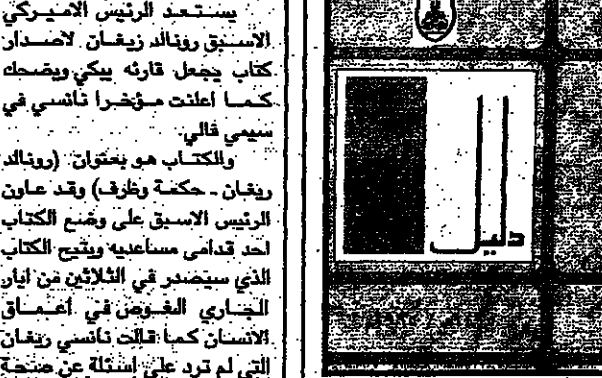 يستعد الرئيس الاميركي
الاسبق رونالد زيغان لاصدار
كتاب يجعل قارئه يبكي ويضحك
كما اعلنت مؤخرا نانسي في
سيمي فالي.
والكتاب هو بعنوان (رونالد
ريغان ـ حكمة وظرف) وقد عاون
الرئيس الاسبق على وضع الكتاب
احد قدامى مساعديه ويتيح الكتاب
الذي سيصدر في الثلاثين من ايار
الجاري الغوص في اعماق
الانسان كما قالت نانسي ريغان
التي لم ترد على اسئلة عن صحة
دليل